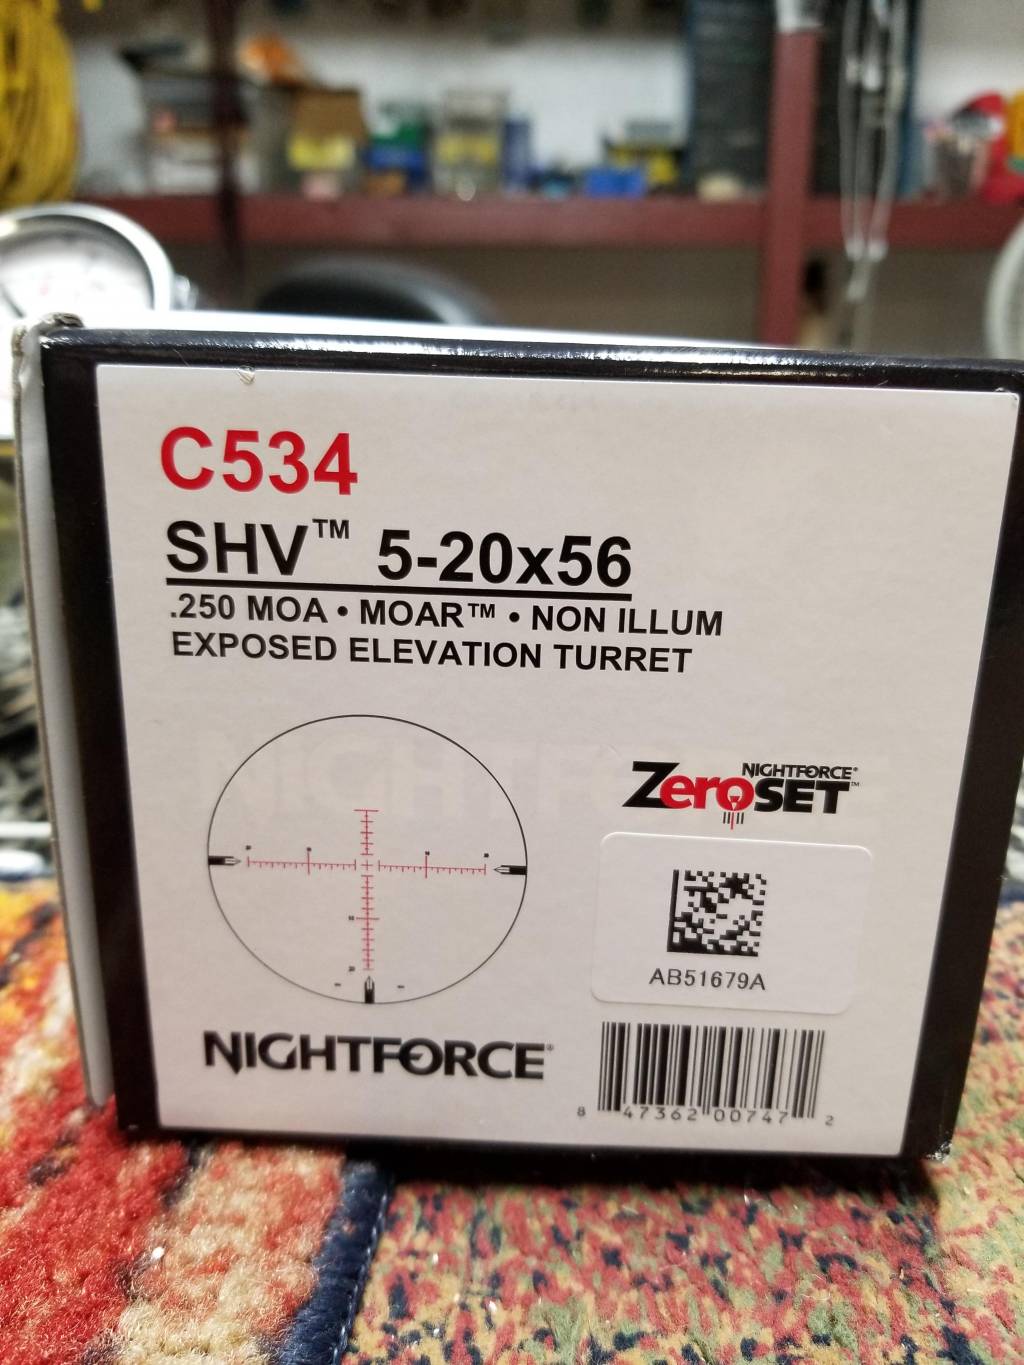 C534
SHV™ 5-20x56
.250 MOA • MOAR™ • NON ILLUM
EXPOSED ELEVATION TURRET
NIGHTFORCE®
ZeroSET™
AB51679A
NIGHTFORCE®
8 47362 00747 2